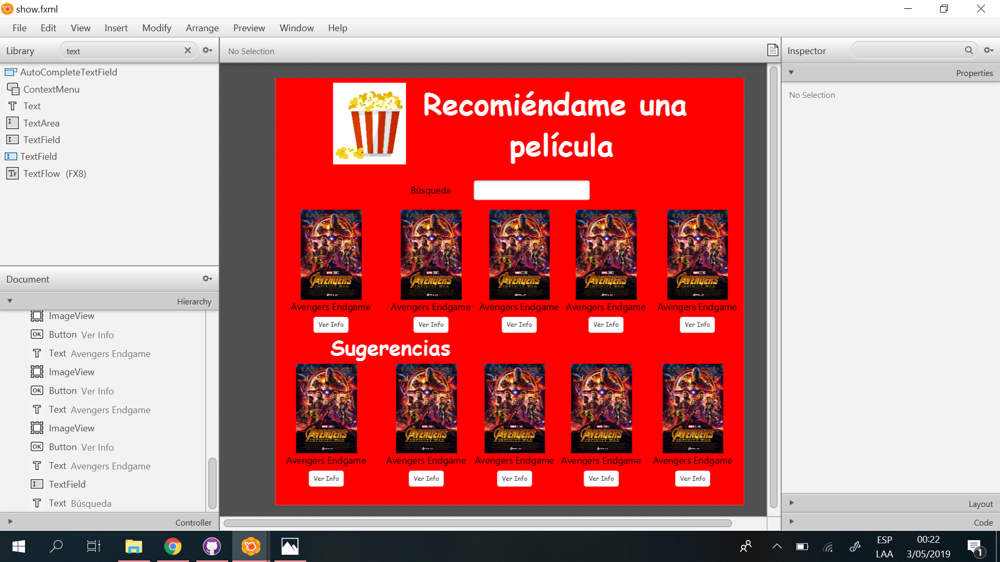 show.fxml
File Edit View Insert Modify Arrange Preview Window Help
Library text
AutoCompleteTextField
ContextMenu
Text
TextArea
TextField
TextField
TextFlow (FX8)
Document
Hierarchy
ImageView
Button Ver Info
Text Avengers Endgame
ImageView
Button Ver Info
Text Avengers Endgame
ImageView
Button Ver Info
Text Avengers Endgame
TextField
Text Búsqueda
Controller
No Selection
Recomiéndame una
película
Búsqueda
AVENGERS AVENGERS AVENGERS AVENGERS AVENGERS
INFINITY WAR INFINITY WAR INFINITY WAR INFINITY WAR INFINITY WAR
Avengers Endgame Avengers Endgame Avengers Endgame Avengers Endgame Avengers Endgame
Ver Info Ver Info Ver Info Ver Info Ver Info
Sugerencias
AVENGERS AVENGERS AVENGERS AVENGERS AVENGERS
INFINITY WAR INFINITY WAR INFINITY WAR INFINITY WAR INFINITY WAR
Avengers Endgame Avengers Endgame Avengers Endgame Avengers Endgame Avengers Endgame
Ver Info Ver Info Ver Info Ver Info Ver Info
Inspector
Properties
No Selection
Layout
Code
ESP 00:22
LAA 3/05/2019
1